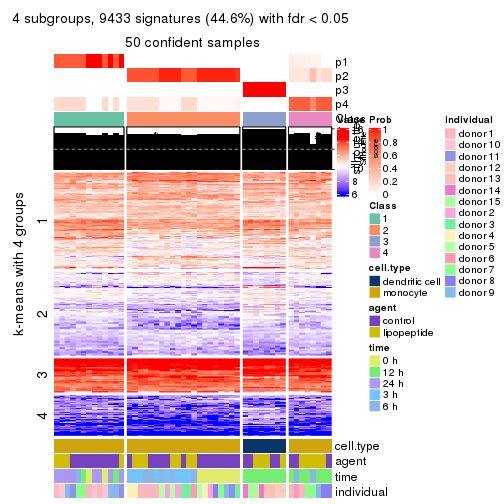 4 subgroups, 9433 signatures (44.6%) with fdr < 0.05
50 confident samples
p1
p2
p3
p4
Class
k-means with 4 groups
1
2
3
4
cell.type
agent
time
individual
values
6
score
Prob
1
0.8
0.6
0.4
0.2
0
Class
1
2
3
4
cell.type
dendritic cell
monocyte
agent
control
lipopeptide
time
0 h
12 h
24 h
3 h
6 h
individual
donor 1
donor 10
donor 11
donor 12
donor 13
donor 14
donor 15
donor 2
donor 3
donor 4
donor 5
donor 6
donor 7
donor 8
donor 9